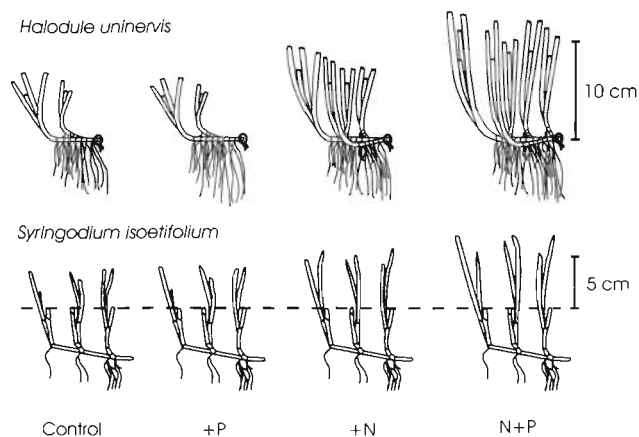 Halodule uninervis
10 cm
Syringodium isoetifolium
5 cm
Control +P +N N+P